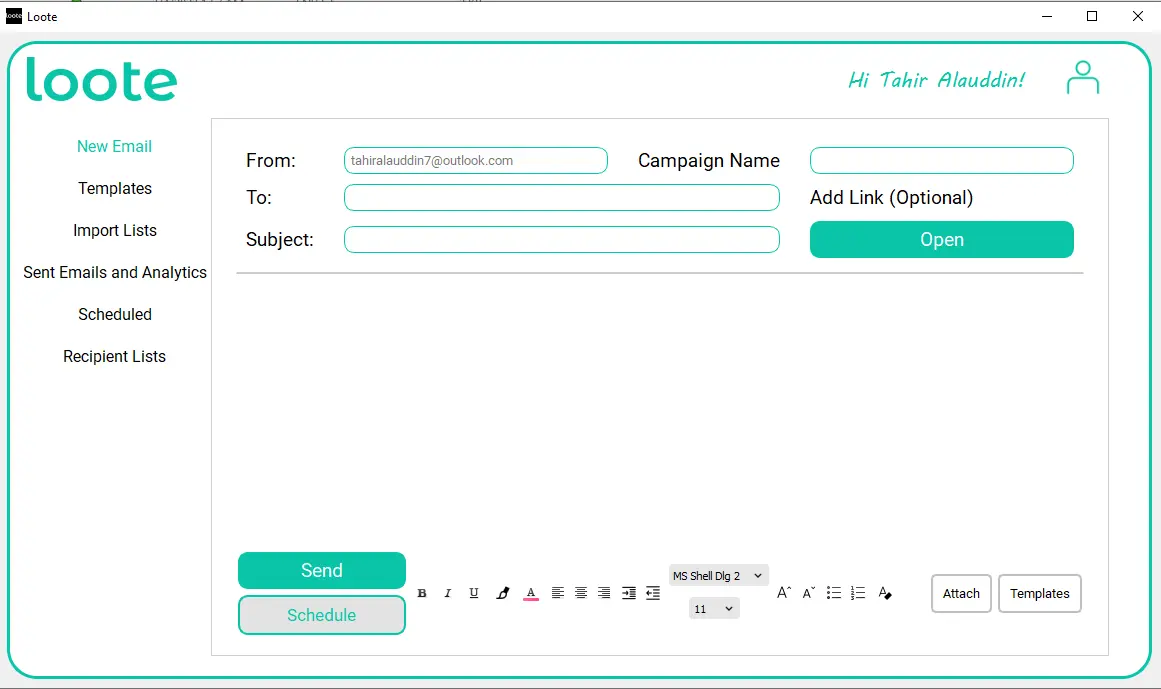 loote Loote
loote
Hi Tahir Alauddin!
New Email
Templates
Import Lists
Sent Emails and Analytics
Scheduled
Recipient Lists
From: tahiralauddin7@outlook.com Campaign Name
To: Add Link (Optional)
Subject: Open
Send
Schedule
B I U A
MS Shell Dlg 2
11
A A A
Attach Templates